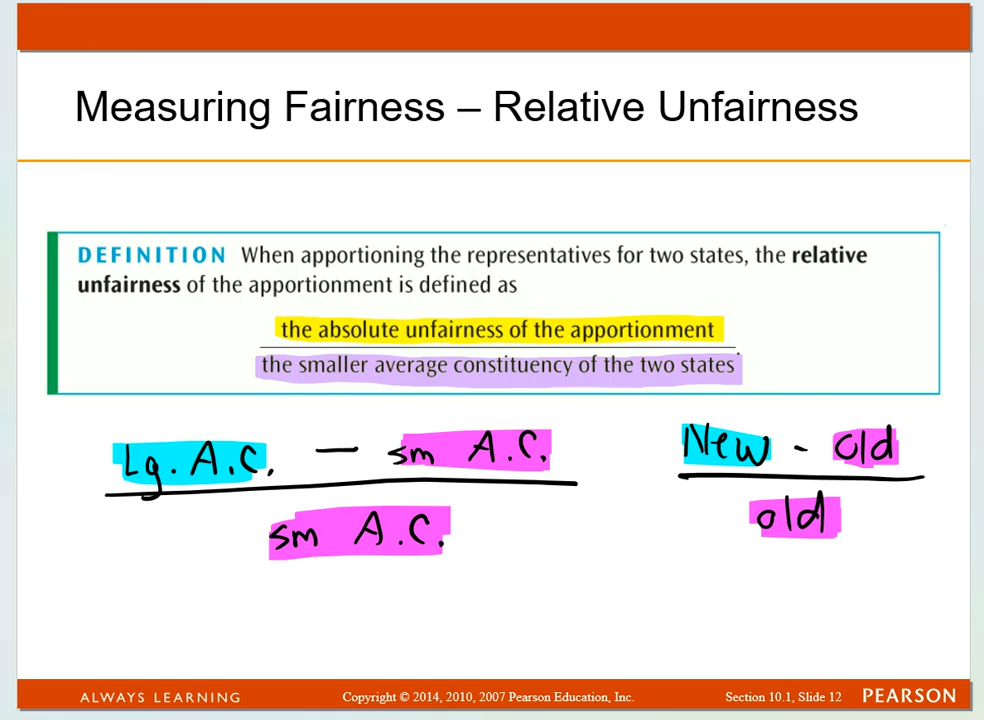 Measuring Fairness – Relative Unfairness
DEFINITION When apportioning the representatives for two states, the relative
unfairness of the apportionment is defined as
the absolute unfairness of the apportionment
the smaller average constituency of the two states.
Lg. A.C. — sm A.C.
sm A.C.
New - old
old
ALWAYS LEARNING
Copyright © 2014, 2010, 2007 Pearson Education, Inc.
Section 10.1, Slide 12
PEARSON